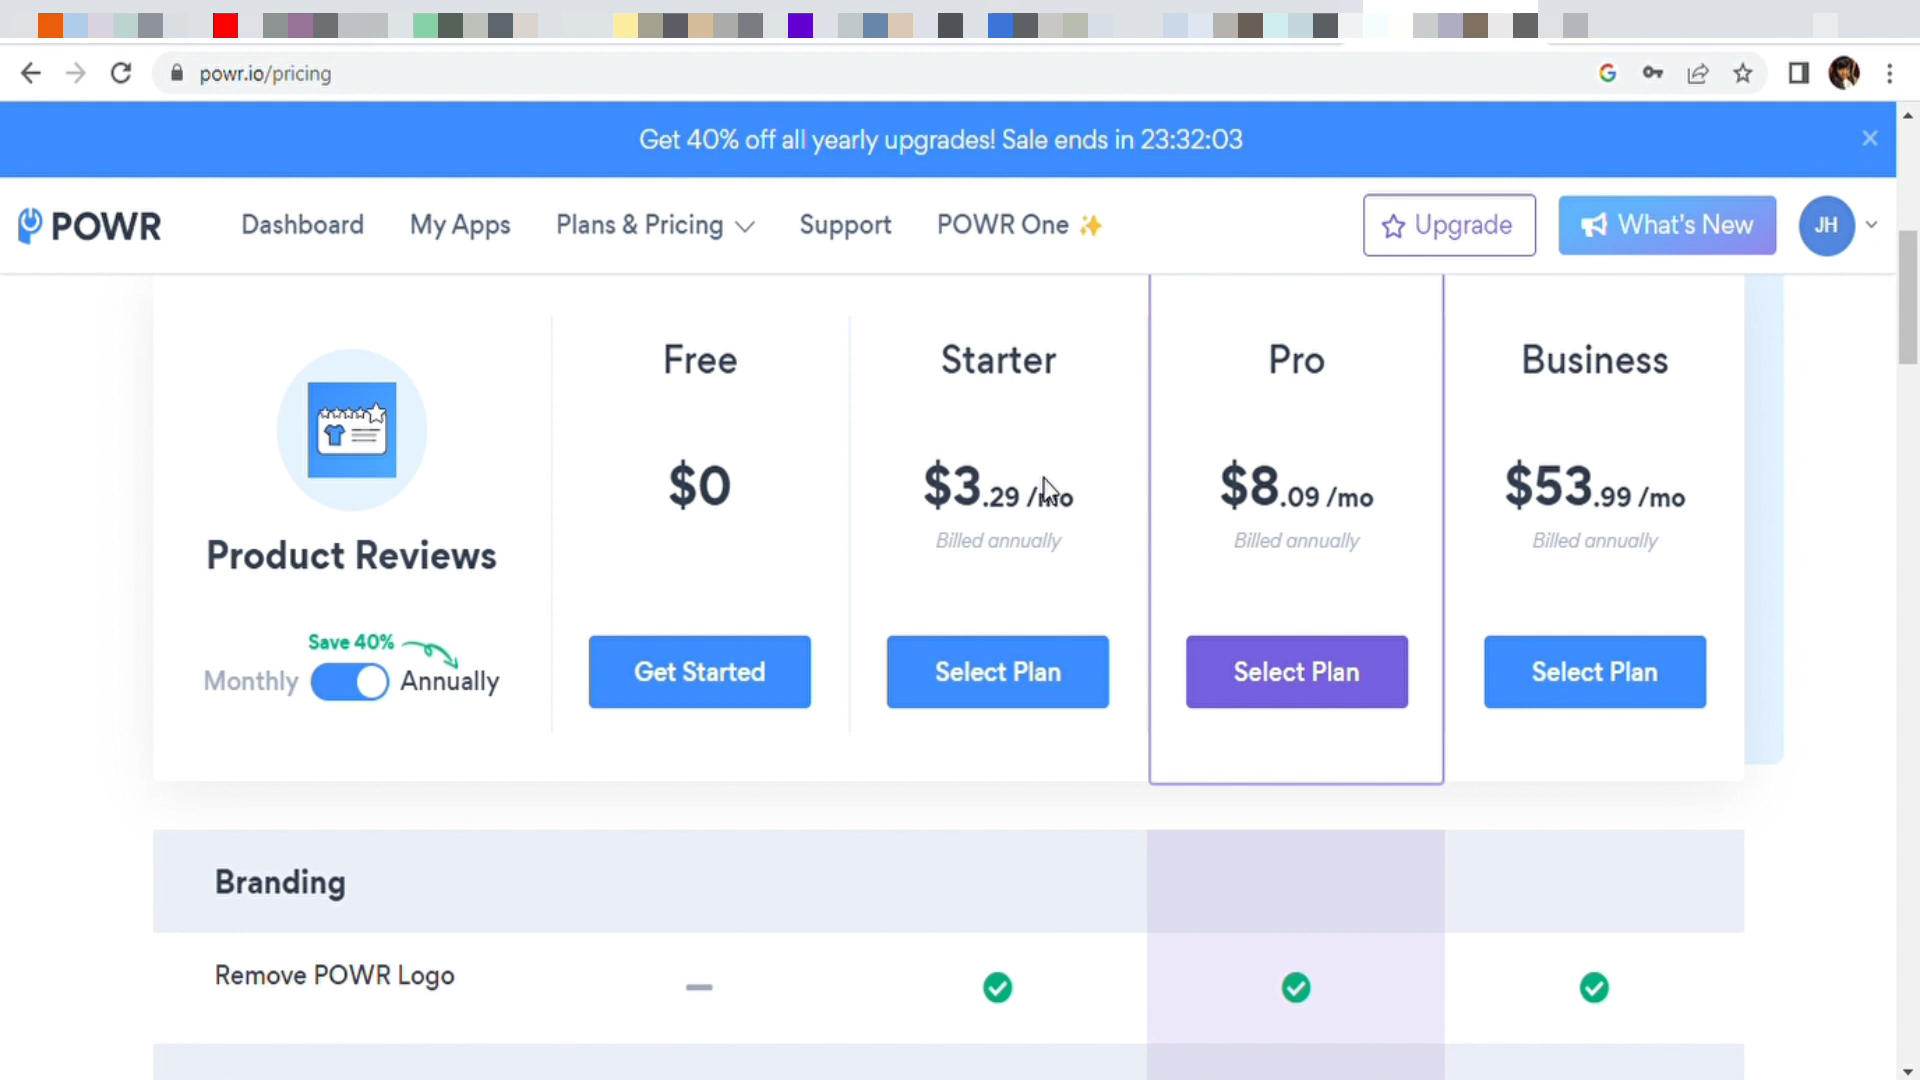 powr.io/pricing
Get 40% off all yearly upgrades! Sale ends in 23:32:03
POWR Dashboard My Apps Plans & Pricing Support POWR One ✨ Upgrade What's New JH
Free Starter Pro Business
$0 $3.29 /mo $8.09 /mo $53.99 /mo
Billed annually Billed annually Billed annually
Product Reviews
Save 40%
Monthly Annually
Get Started Select Plan Select Plan Select Plan
Branding
Remove POWR Logo